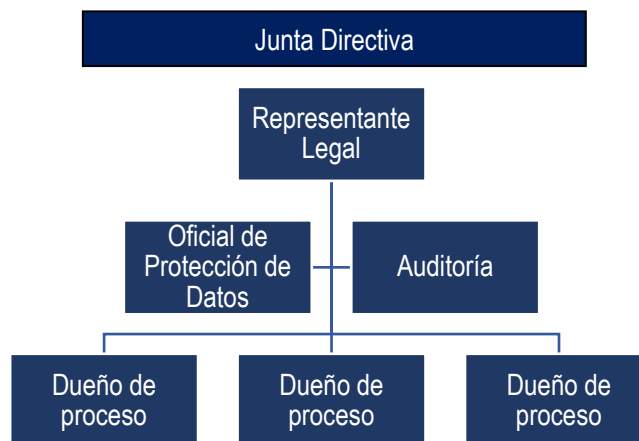 Junta Directiva
Representante
Legal
Oficial de
Protección de
Datos
Auditoría
Dueño de
proceso
Dueño de
proceso
Dueño de
proceso